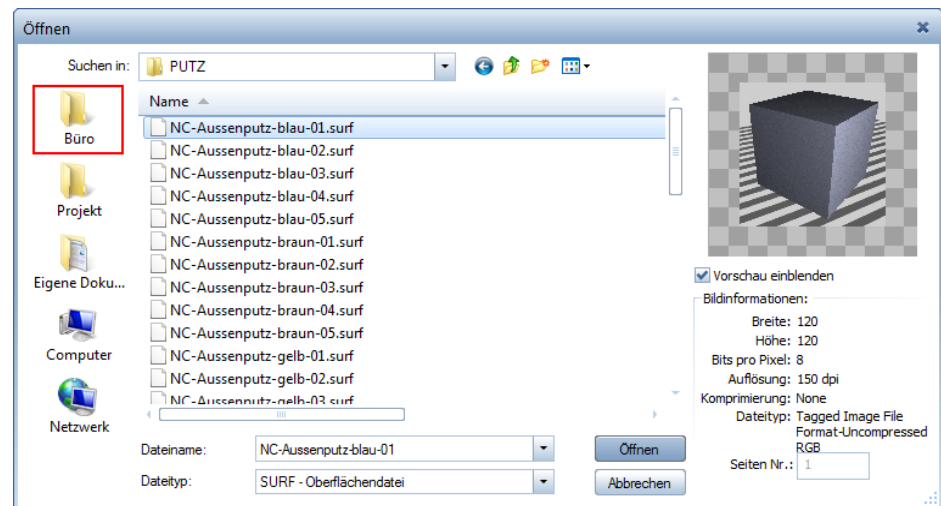 Öffnen
Suchen in: PUTZ
Büro
Projekt
Eigene Doku...
Computer
Netzwerk
Name
NC-Aussenputz-blau-01.surf
NC-Aussenputz-blau-02.surf
NC-Aussenputz-blau-03.surf
NC-Aussenputz-blau-04.surf
NC-Aussenputz-blau-05.surf
NC-Aussenputz-braun-01.surf
NC-Aussenputz-braun-02.surf
NC-Aussenputz-braun-03.surf
NC-Aussenputz-braun-04.surf
NC-Aussenputz-braun-05.surf
NC-Aussenputz-gelb-01.surf
NC-Aussenputz-gelb-02.surf
NC-Aussenputz-gelb-03.surf
Dateiname: NC-Aussenputz-blau-01
Öffnen
Dateityp: SURF - Oberflächendatei
Abbrechen
Vorschau einblenden
Bildinformationen:
Breite: 120
Höhe: 120
Bits pro Pixel: 8
Auflösung: 150 dpi
Komprimierung: None
Dateityp: Tagged Image File
Format-Uncompressed
RGB
Seiten Nr.: 1